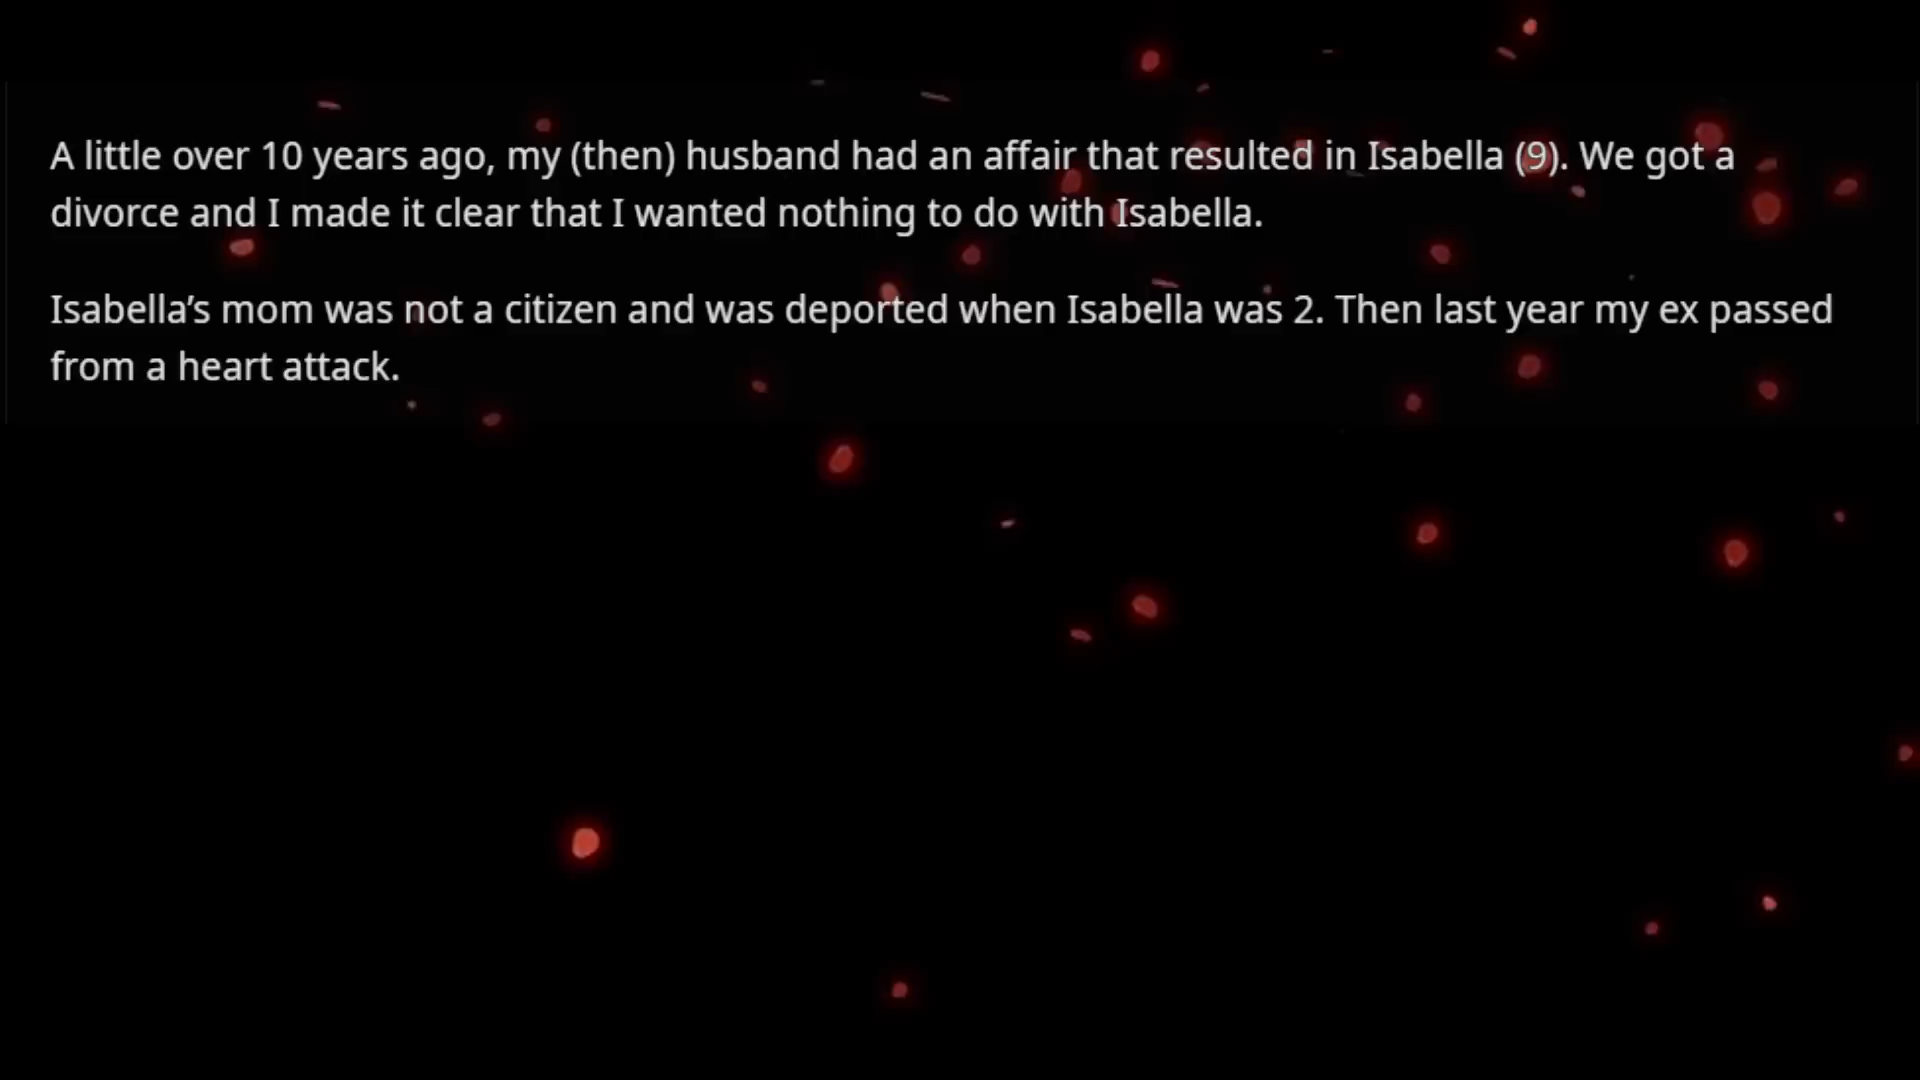 A little over 10 years ago, my (then) husband had an affair that resulted in Isabella (9). We got a
divorce and I made it clear that I wanted nothing to do with Isabella.
Isabella’s mom was not a citizen and was deported when Isabella was 2. Then last year my ex passed
from a heart attack.